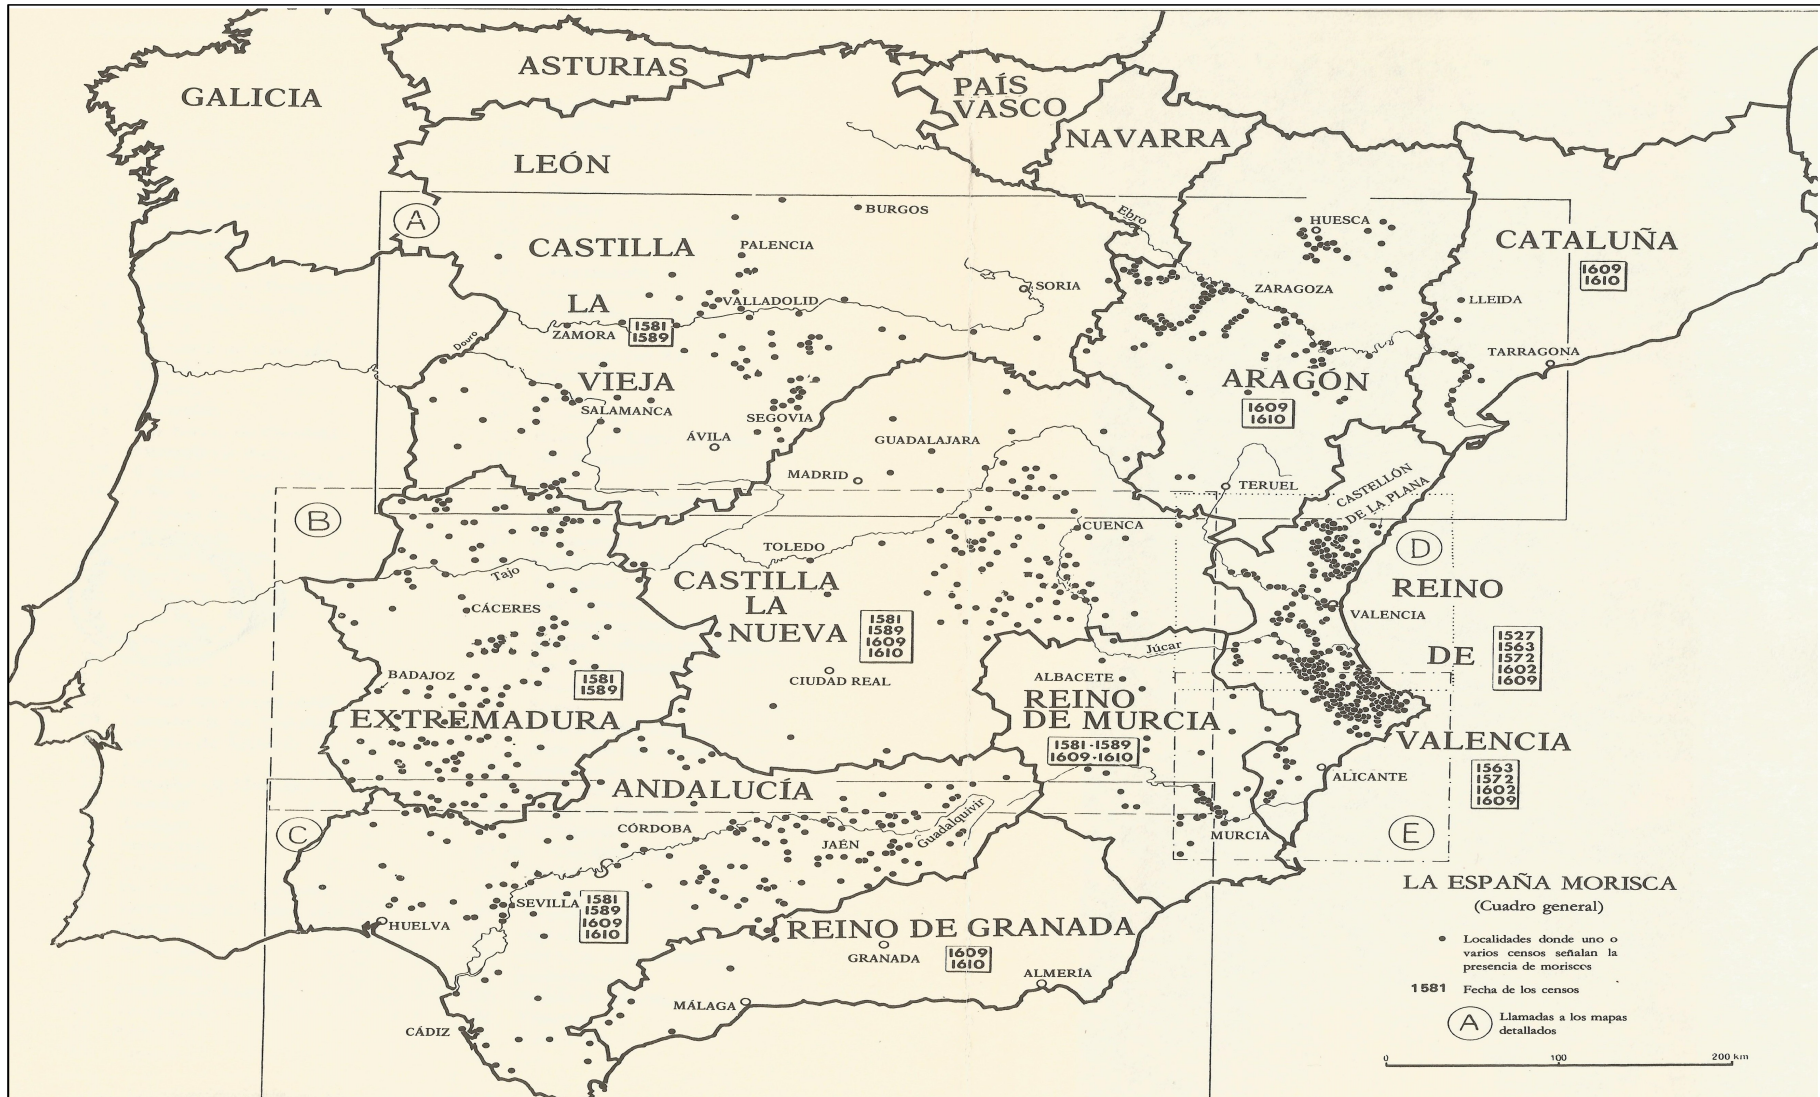 ASTURIAS
GALICIA
PAÍS
VASCO
NAVARRA
LEÓN
A
BURGOS
Ebro
HUESCA
CASTILLA
PALENCIA
CATALUÑA
1609
1610
SORIA
ZARAGOZA
LA
VALLADOLID
LLEIDA
ZAMORA
1581
1589
Douro
TARRAGONA
VIEJA
ARAGÓN
1609
1610
SALAMANCA
SEGOVIA
ÁVILA
GUADALAJARA
MADRID
TERUEL
CASTELLÓN
DE LA PLANA
B
CUENCA
TOLEDO
D
Tajo
CASTILLA
LA
NUEVA
1581
1589
1609
1610
REINO
CÁCERES
VALENCIA
DE
1527
1563
1572
1602
1609
Júcar
BADAJOZ
1581
1589
CIUDAD REAL
ALBACETE
EXTREMADURA
REINO
DE MURCIA
1581-1589
1609-1610
VALENCIA
1563
1572
1602
1609
ALICANTE
ANDALUCÍA
C
CÓRDOBA
Guadalquivir
JAÉN
MURCIA
E
SEVILLA
1581
1589
1609
1610
HUELVA
REINO DE GRANADA
GRANADA
1609
1610
ALMERÍA
MÁLAGA
CÁDIZ
LA ESPAÑA MORISCA
(Cuadro general)
Localidades donde uno o
varios censos señalan la
presencia de moriscos
1581 Fecha de los censos
A Llamadas a los mapas
detallados
0 100 200 km